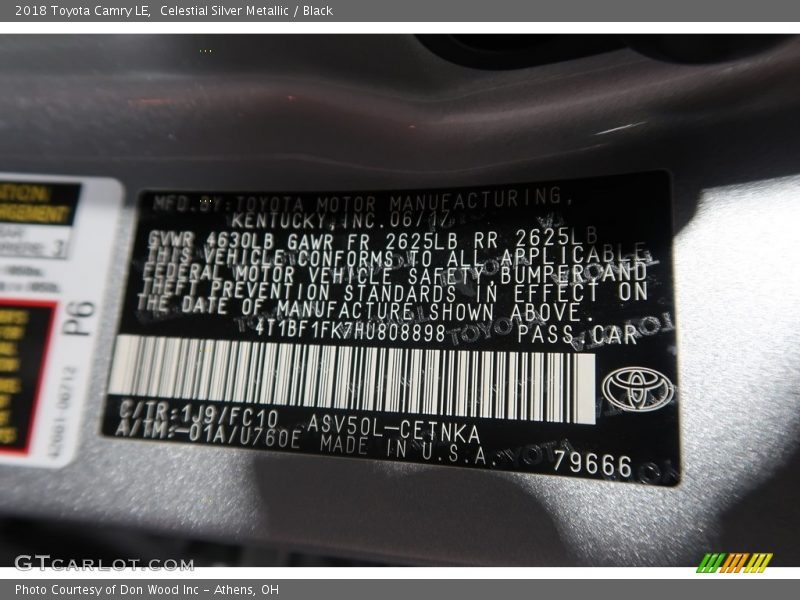 2018 Toyota Camry LE, Celestial Silver Metallic / Black
MFD.BY:TOYOTA MOTOR MANUFACTURING,
KENTUCKY,INC.06/17
GVWR 4630LB GAWR FR 2625LB RR 2625LB
THIS VEHICLE CONFORMS TO ALL APPLICABLE
FEDERAL MOTOR VEHICLE SAFETY,BUMPER,AND
THEFT PREVENTION STANDARDS IN EFFECT ON
THE DATE OF MANUFACTURE SHOWN ABOVE.
4T1BF1FK7HU808898 PASS.CAR
C/TR:1J9/FC10 ASV50L-CETNKA
A/TM:-01A/U760E MADE IN U.S.A.
79666
P6
42661-06712
GTCARLOT.COM
Photo Courtesy of Don Wood Inc – Athens, OH